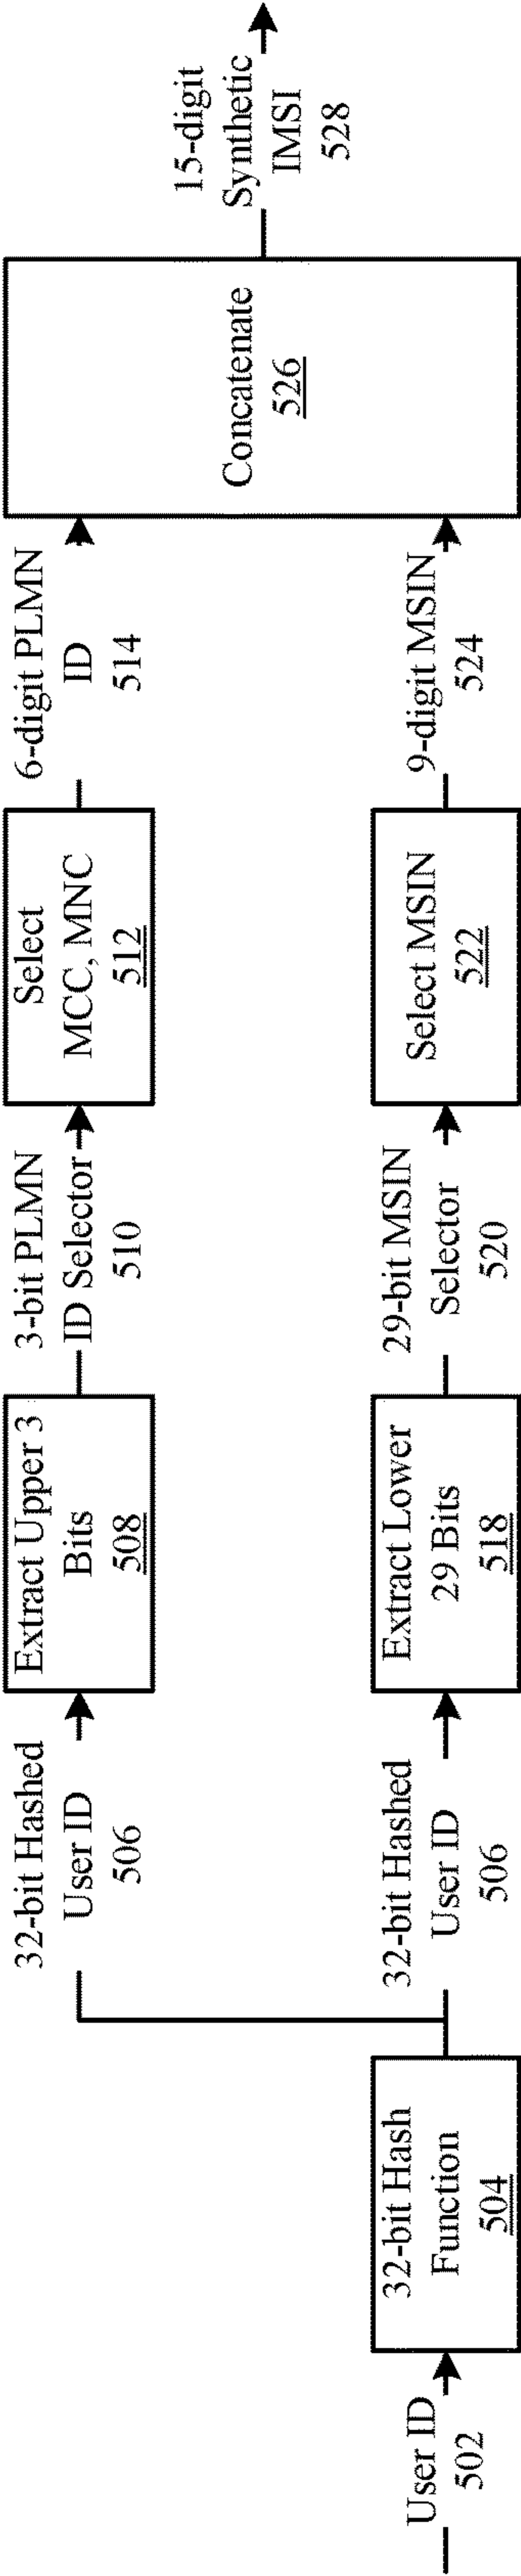 User ID
502
32-bit Hash
Function
504
32-bit Hashed
User ID
506
Extract Upper 3
Bits
508
3-bit PLMN
ID Selector
510
Select
MCC, MNC
512
6-digit PLMN
ID
514
32-bit Hashed
User ID
506
Extract Lower
29 Bits
518
29-bit MSIN
Selector
520
Select MSIN
522
9-digit MSIN
524
Concatenate
526
15-digit
Synthetic
IMSI
528